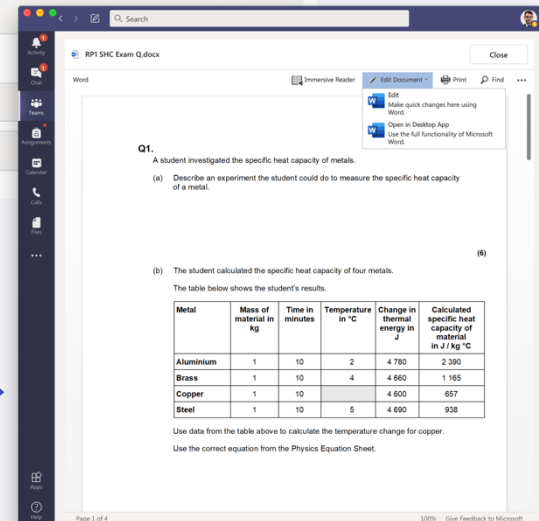 Search
1
Activity
1
Chat
Teams
Assignments
Calendar
Calls
Files
Apps
Help
RP1 SHC Exam Q.docx
Close
Word
Immersive Reader
Edit Document
Print
Find
Edit
Make quick changes here using
Word.
Open in Desktop App
Use the full functionality of Microsoft
Word.
Q1.
A student investigated the specific heat capacity of metals.
(a) Describe an experiment the student could do to measure the specific heat capacity
of a metal.
(6)
(b) The student calculated the specific heat capacity of four metals.
The table below shows the student's results.
Metal Mass of material in kg Time in minutes Temperature in °C Change in thermal energy in J Calculated specific heat capacity of material in J / kg °C
Aluminium 1 10 2 4 780 2 390
Brass 1 10 4 4 660 1 165
Copper 1 10 4 600 657
Steel 1 10 5 4 690 938
Use data from the table above to calculate the temperature change for copper.
Use the correct equation from the Physics Equation Sheet.
Page 1 of 4
100%
Give Feedback to Microsoft